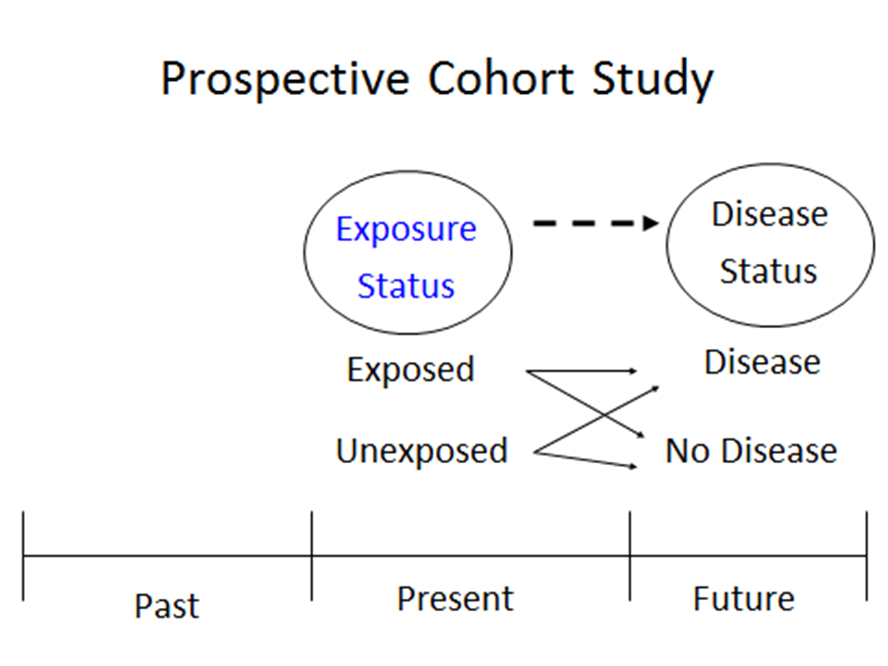 Prospective Cohort Study
Exposure
Status
Disease
Status
Exposed
Disease
Unexposed
No Disease
Past
Present
Future